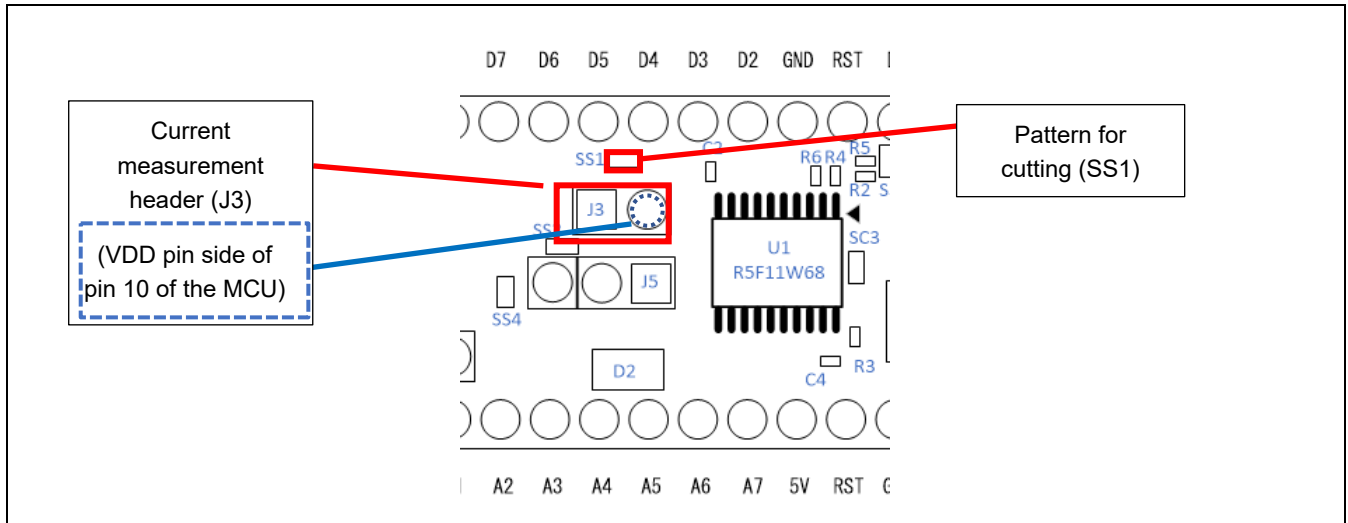 D7 D6 D5 D4 D3 D2 GND RST
Current
measurement
header (J3)
(VDD pin side of
pin 10 of the MCU)
Pattern for
cutting (SS1)
SS1
C2
R6 R4
R5
R2 S
J3
SS
U1
R5F11W68
SC3
J5
SS4
D2
R3
C4
A2 A3 A4 A5 A6 A7 5V RST